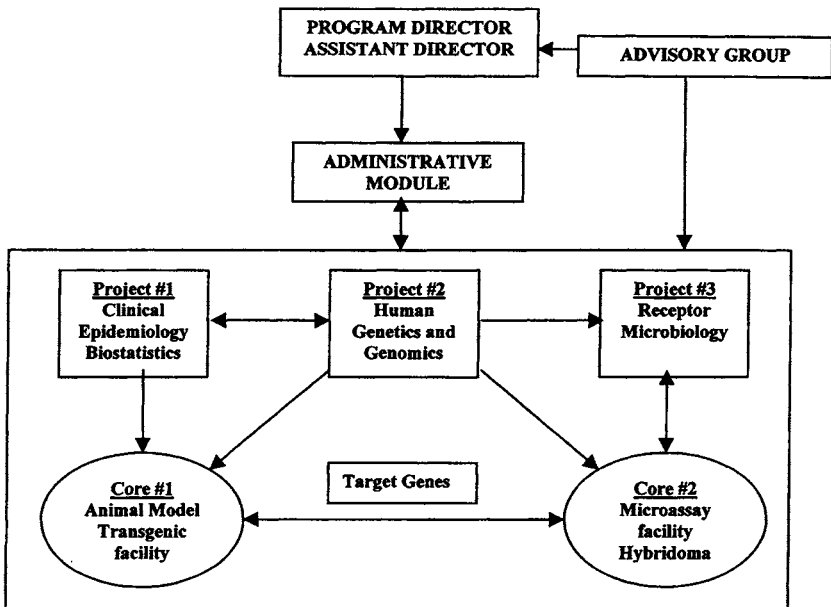 PROGRAM DIRECTOR
ASSISTANT DIRECTOR
ADVISORY GROUP
ADMINISTRATIVE
MODULE
Project #1
Clinical
Epidemiology
Biostatistics
Project #2
Human
Genetics and
Genomics
Project #3
Receptor
Microbiology
Core #1
Animal Model
Transgenic
facility
Target Genes
Core #2
Microassay
facility
Hybridoma